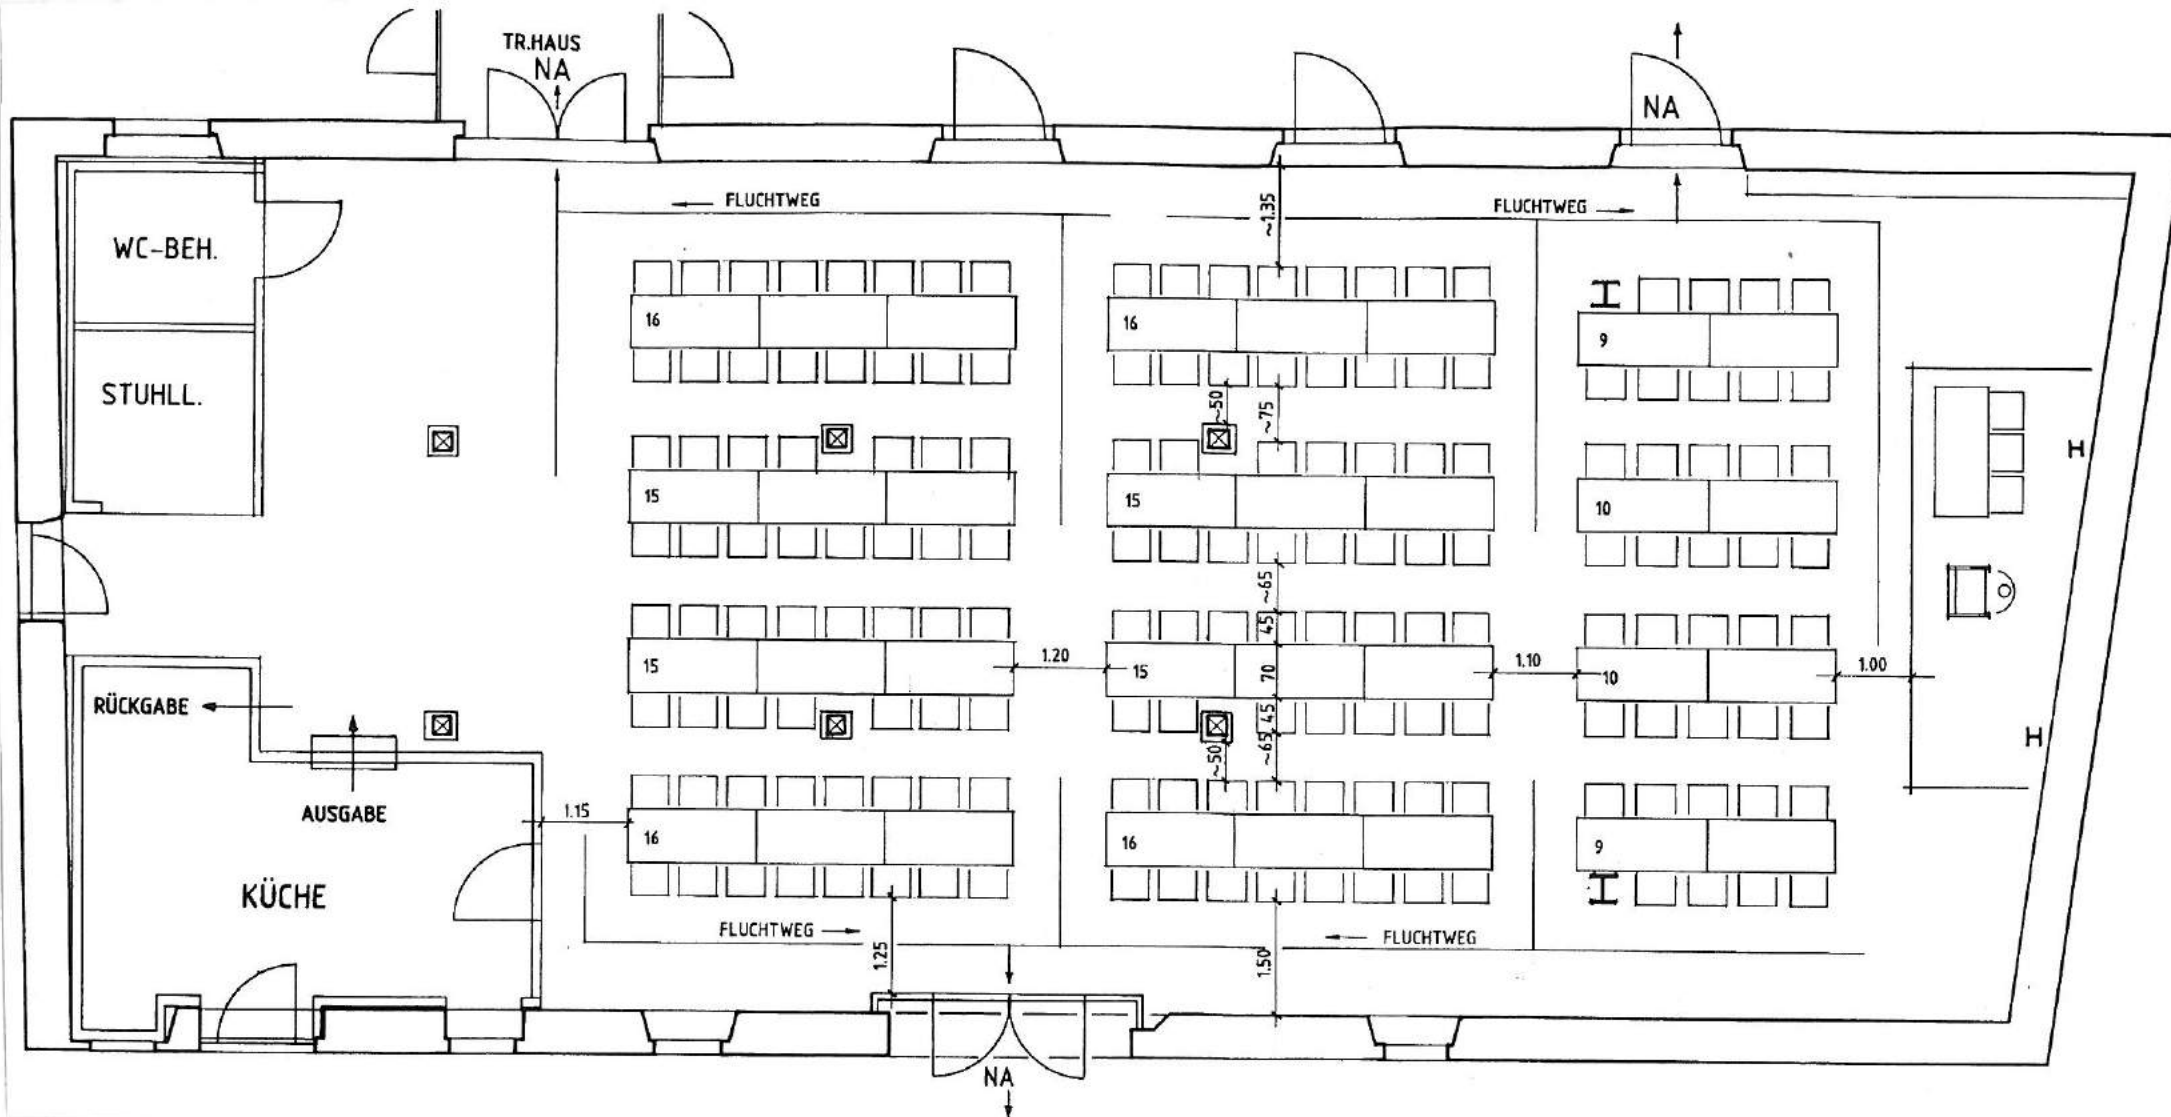 TR.HAUS
NA
NA
← FLUCHTWEG
FLUCHTWEG →
~1.35
WC-BEH.
STUHLL.
16
16
9
~50
~75
15
15
10
~65
45
15
1.20
15
70
1.10
10
1.00
RÜCKGABE
45
~50
~65
AUSGABE
1.15
16
16
9
KÜCHE
FLUCHTWEG →
← FLUCHTWEG
1.25
1.50
NA
H
H